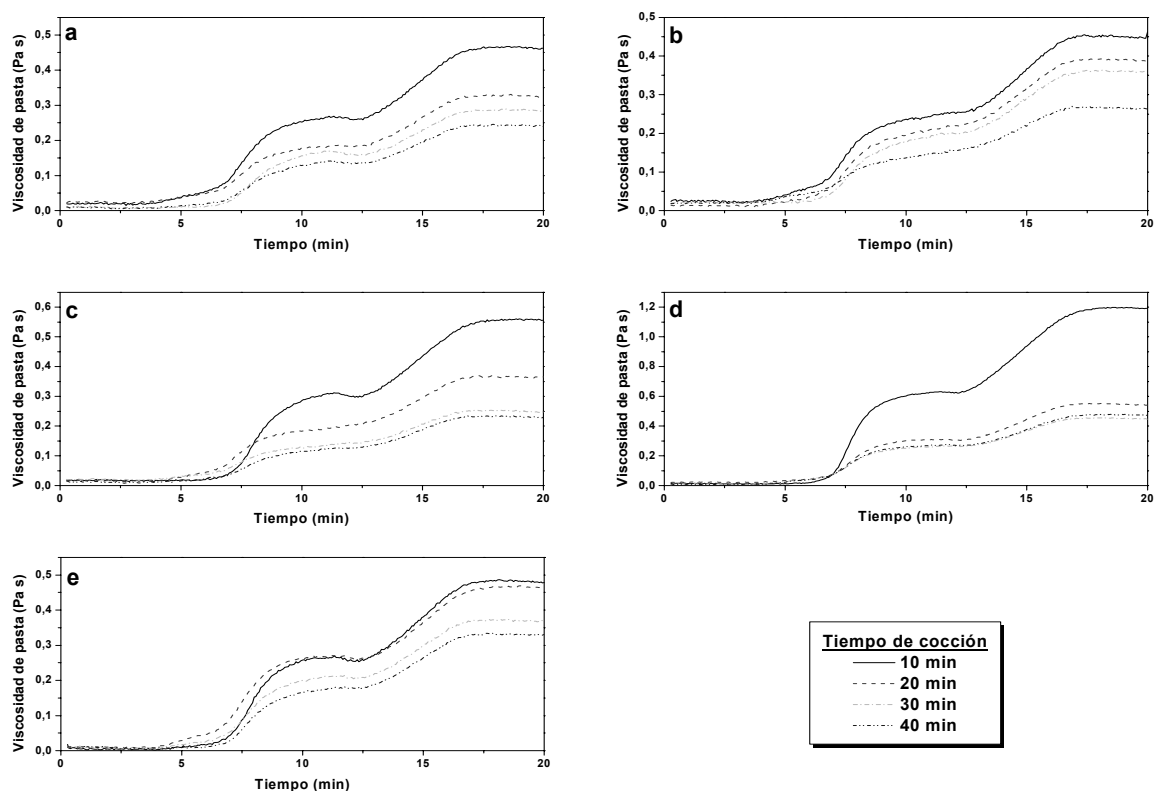 a
Viscosidad de pasta (Pa s)
0,5
0,4
0,3
0,2
0,1
0,0
0
5
10
15
20
Tiempo (min)
b
Viscosidad de pasta (Pa s)
0,5
0,4
0,3
0,2
0,1
0,0
0
5
10
15
20
Tiempo (min)
c
Viscosidad de pasta (Pa s)
0,6
0,5
0,4
0,3
0,2
0,1
0,0
0
5
10
15
20
Tiempo (min)
d
Viscosidad de pasta (Pa s)
1,2
1,0
0,8
0,6
0,4
0,2
0,0
0
5
10
15
20
Tiempo (min)
e
Viscosidad de pasta (Pa s)
0,5
0,4
0,3
0,2
0,1
0,0
0
5
10
15
20
Tiempo (min)
Tiempo de cocción
10 min
20 min
30 min
40 min